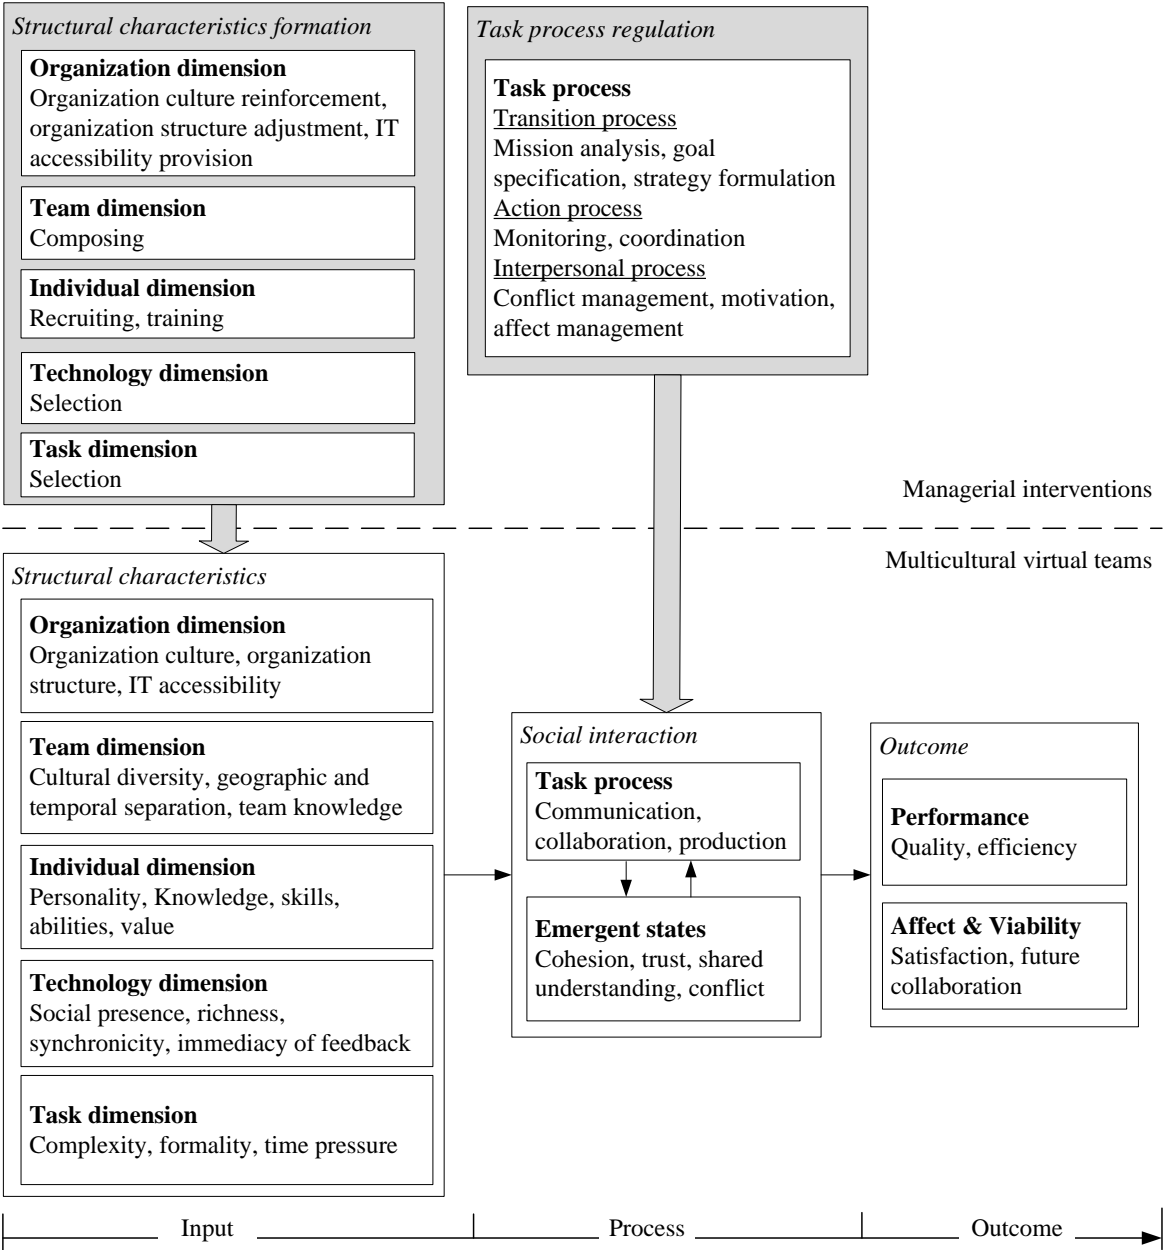 Structural characteristics formation
Organization dimension
Organization culture reinforcement,
organization structure adjustment, IT
accessibility provision
Team dimension
Composing
Individual dimension
Recruiting, training
Technology dimension
Selection
Task dimension
Selection
Task process regulation
Task process
Transition process
Mission analysis, goal
specification, strategy formulation
Action process
Monitoring, coordination
Interpersonal process
Conflict management, motivation,
affect management
Managerial interventions
Multicultural virtual teams
Structural characteristics
Organization dimension
Organization culture, organization
structure, IT accessibility
Team dimension
Cultural diversity, geographic and
temporal separation, team knowledge
Individual dimension
Personality, Knowledge, skills,
abilities, value
Technology dimension
Social presence, richness,
synchronicity, immediacy of feedback
Task dimension
Complexity, formality, time pressure
Social interaction
Task process
Communication,
collaboration, production
Emergent states
Cohesion, trust, shared
understanding, conflict
Outcome
Performance
Quality, efficiency
Affect & Viability
Satisfaction, future
collaboration
Input
Process
Outcome